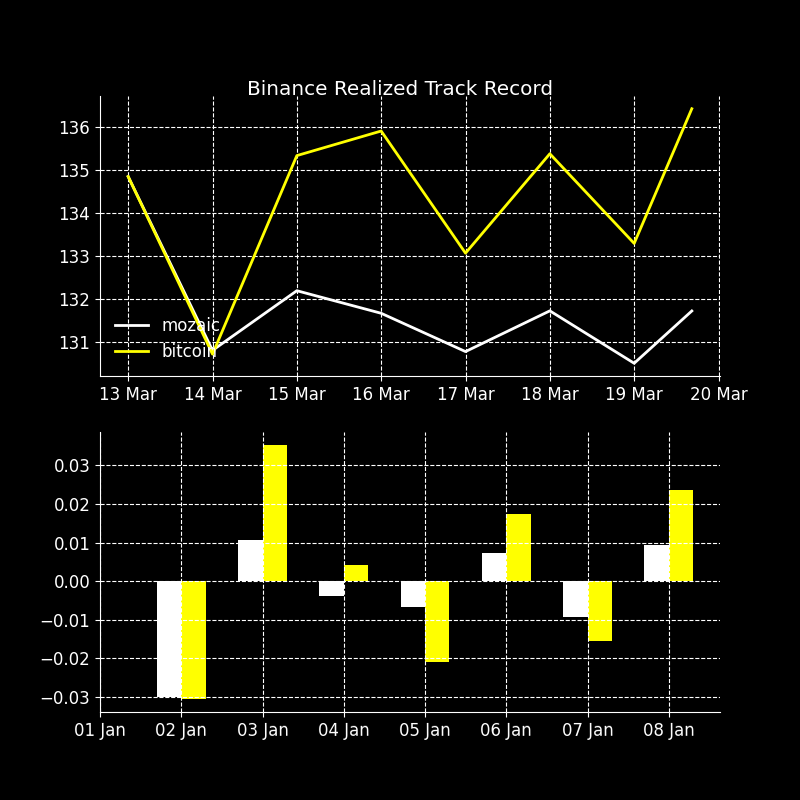 Binance Realized Track Record
136
135
134
133
132
131
mozaic
bitcoin
13 Mar 14 Mar 15 Mar 16 Mar 17 Mar 18 Mar 19 Mar 20 Mar
0.03
0.02
0.01
0.00
−0.01
−0.02
−0.03
01 Jan 02 Jan 03 Jan 04 Jan 05 Jan 06 Jan 07 Jan 08 Jan